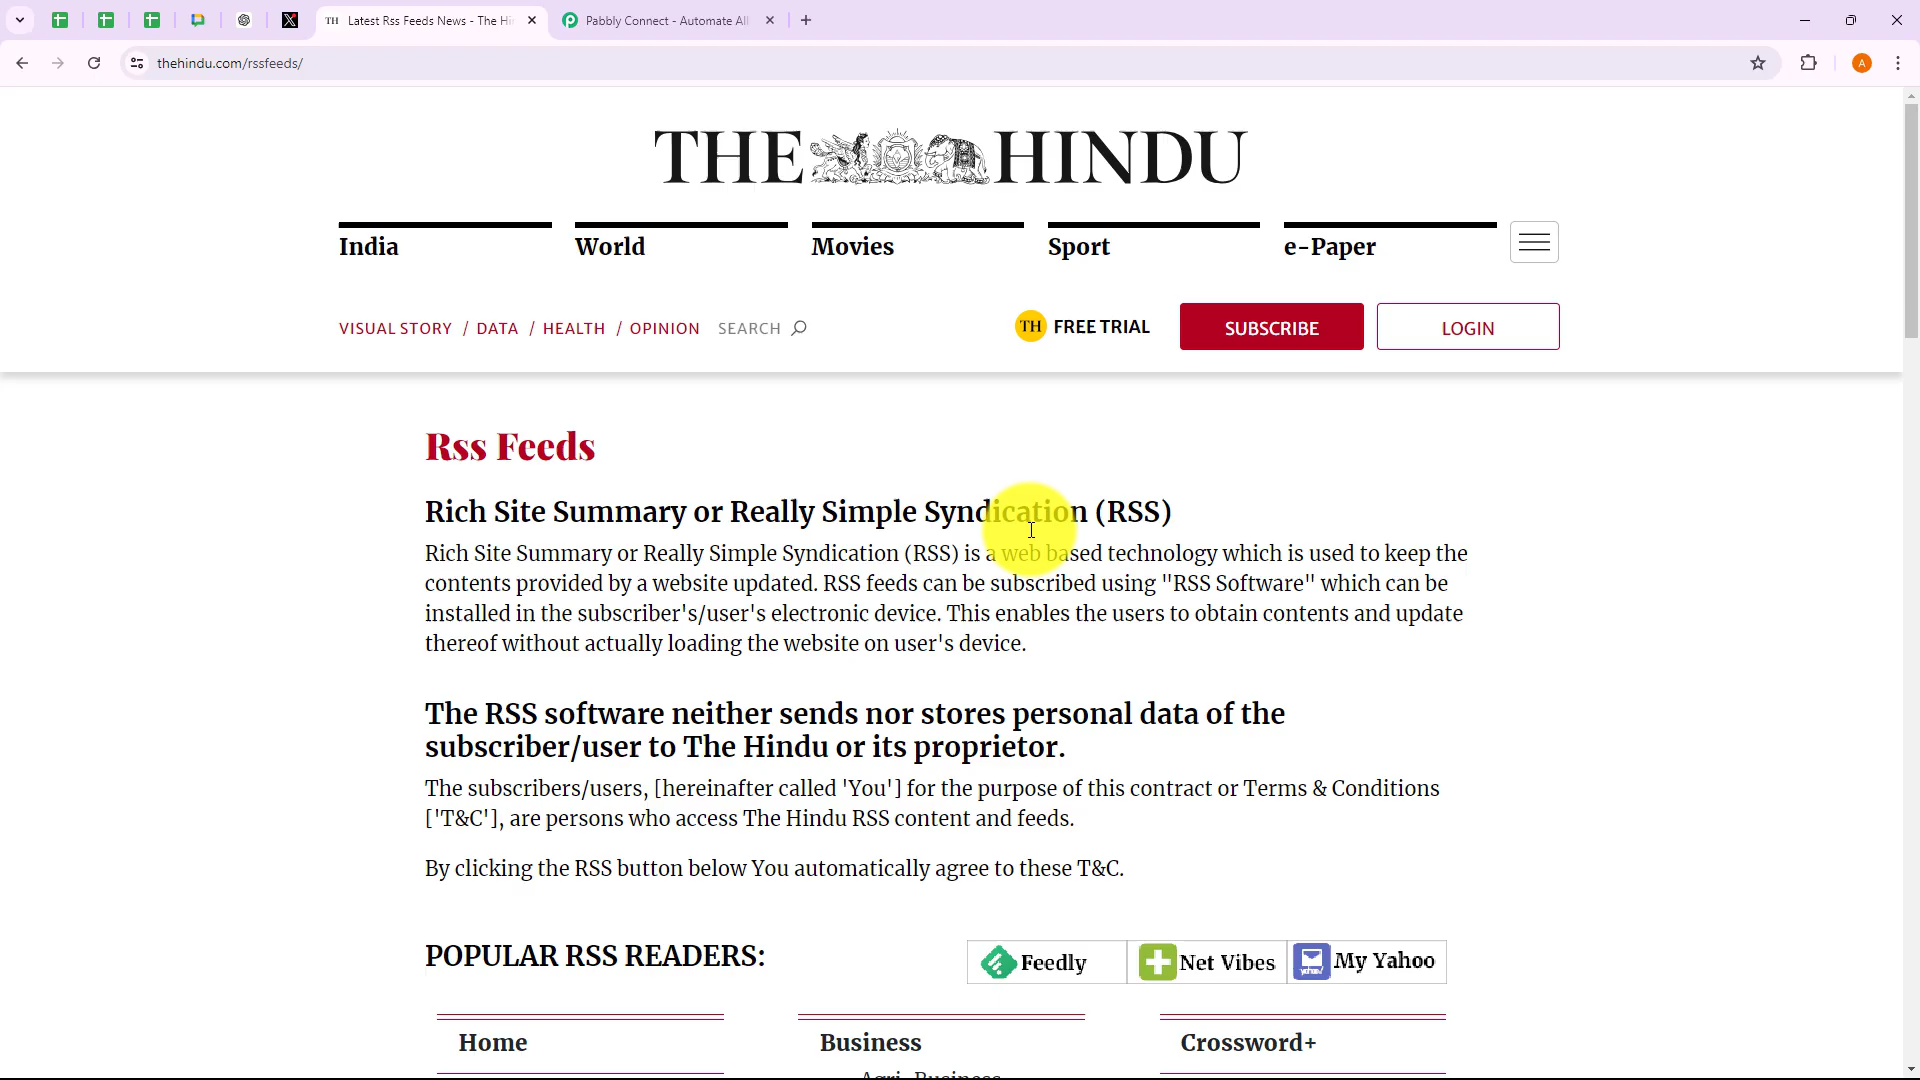 Latest Rss Feeds News - The Hi
Pabbly Connect - Automate All
thehindu.com/rssfeeds/
A
THE HINDU
India
World
Movies
Sport
e-Paper
VISUAL STORY / DATA / HEALTH / OPINION SEARCH
TH FREE TRIAL
SUBSCRIBE
LOGIN
Rss Feeds
Rich Site Summary or Really Simple Syndication (RSS)
Rich Site Summary or Really Simple Syndication (RSS) is a web based technology which is used to keep the
contents provided by a website updated. RSS feeds can be subscribed using "RSS Software" which can be
installed in the subscriber's/user's electronic device. This enables the users to obtain contents and update
thereof without actually loading the website on user's device.
The RSS software neither sends nor stores personal data of the
subscriber/user to The Hindu or its proprietor.
The subscribers/users, [hereinafter called 'You'] for the purpose of this contract or Terms & Conditions
['T&C'], are persons who access The Hindu RSS content and feeds.
By clicking the RSS button below You automatically agree to these T&C.
POPULAR RSS READERS:
Feedly
Net Vibes
My Yahoo
Home
Business
Crossword+
Agri-Business